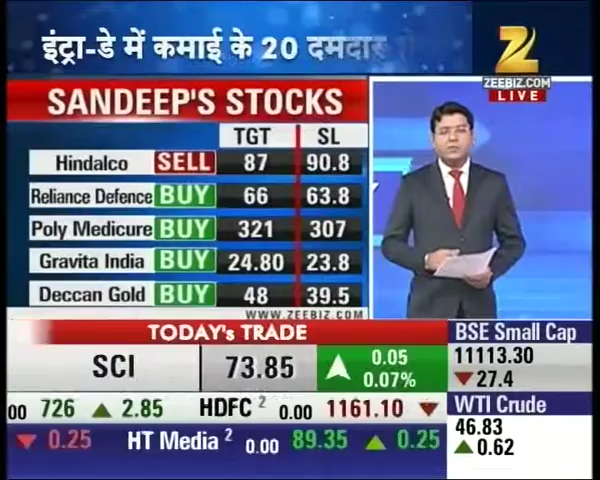 इंट्रा-डे में कमाई के 20 दमदार
ZEEBIZ.COM
LIVE
SANDEEP'S STOCKS
TGT SL
Hindalco SELL 87 90.8
Reliance Defence BUY 66 63.8
Poly Medicure BUY 321 307
Gravita India BUY 24.80 23.8
Deccan Gold BUY 48 39.5
WWW.ZEEBIZ.COM
TODAY's TRADE
SCI 73.85 0.05
0.07%
BSE Small Cap
11113.30
27.4
00 726 2.85 HDFC 2 0.00 1161.10
WTI Crude
46.83
0.62
0.25 HT Media 2 0.00 89.35 0.25